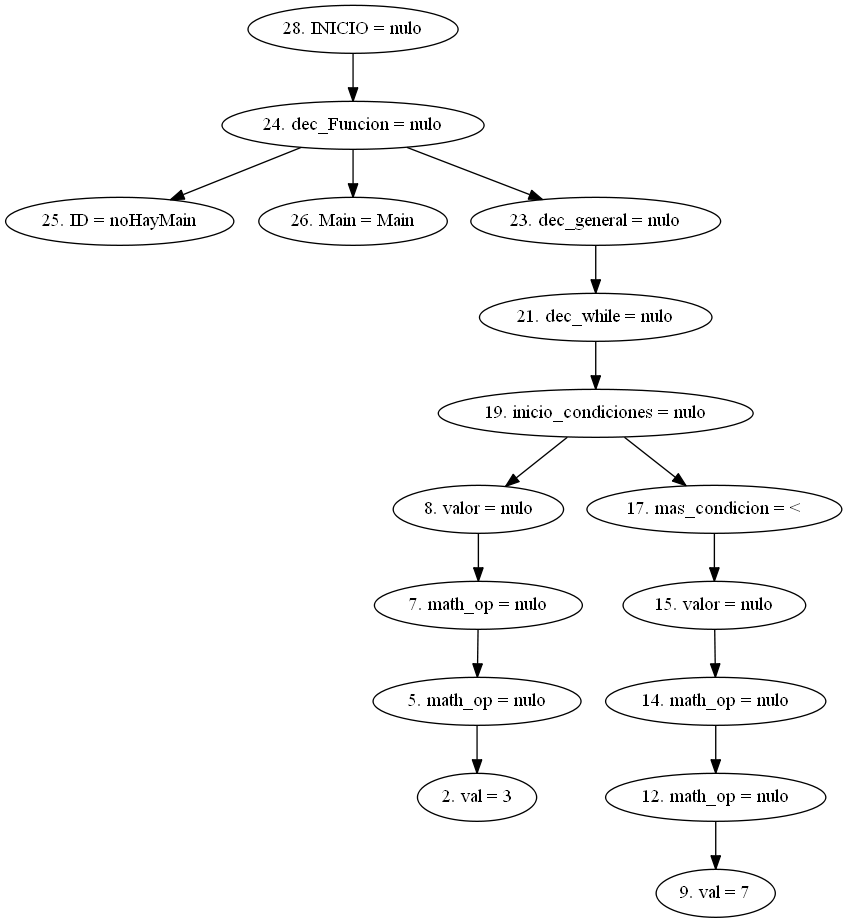 28. INICIO = nulo
24. dec_Funcion = nulo
25. ID = noHayMain
26. Main = Main
23. dec_general = nulo
21. dec_while = nulo
19. inicio_condiciones = nulo
8. valor = nulo
17. mas_condicion = <
7. math_op = nulo
15. valor = nulo
5. math_op = nulo
14. math_op = nulo
2. val = 3
12. math_op = nulo
9. val = 7